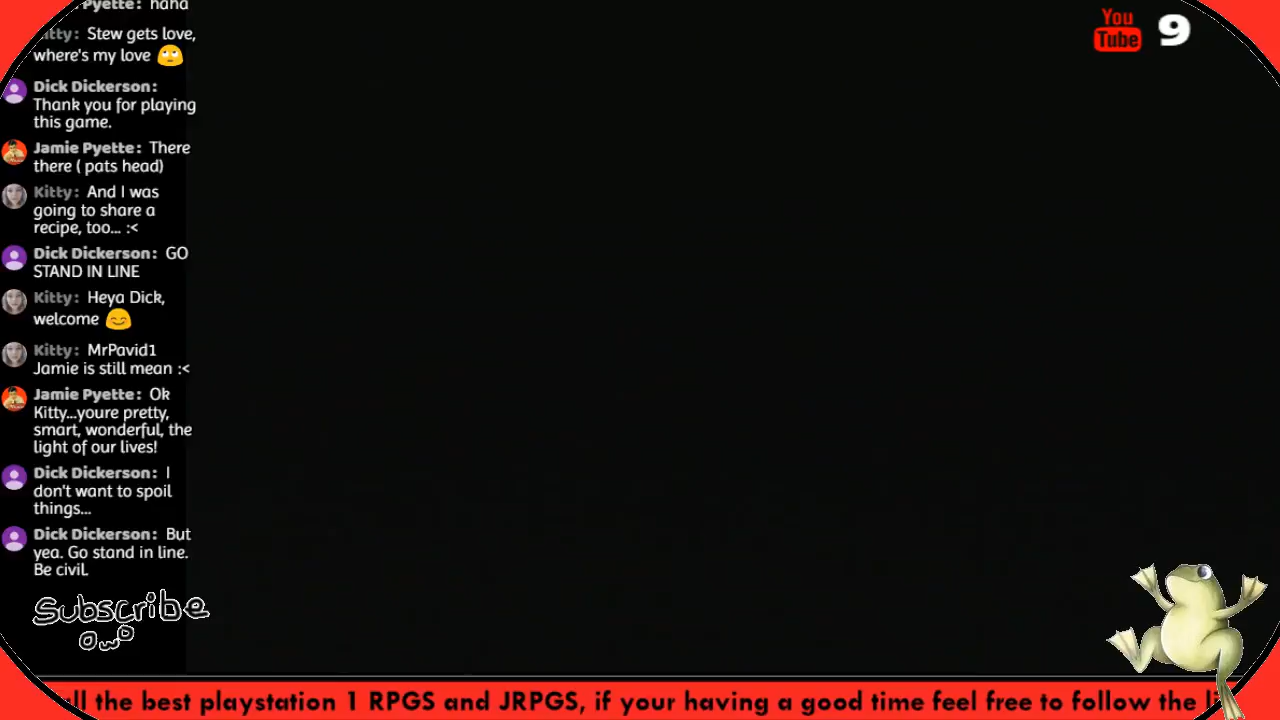 Pyette: haha
Kitty: Stew gets love,
where's my love 🙄
Dick Dickerson:
Thank you for playing
this game.
Jamie Pyette: There
there ( pats head)
Kitty: And I was
going to share a
recipe, too... :<
Dick Dickerson: GO
STAND IN LINE
Kitty: Heya Dick,
welcome 😊
Kitty: MrPavid1
Jamie is still mean :<
Jamie Pyette: Ok
Kitty...youre pretty,
smart, wonderful, the
light of our lives!
Dick Dickerson: I
don't want to spoil
things...
Dick Dickerson: But
yea. Go stand in line.
Be civil.
Subscribe
OwO
You
Tube 9
all the best playstation 1 RPGS and JRPGS, if your having a good time feel free to follow the